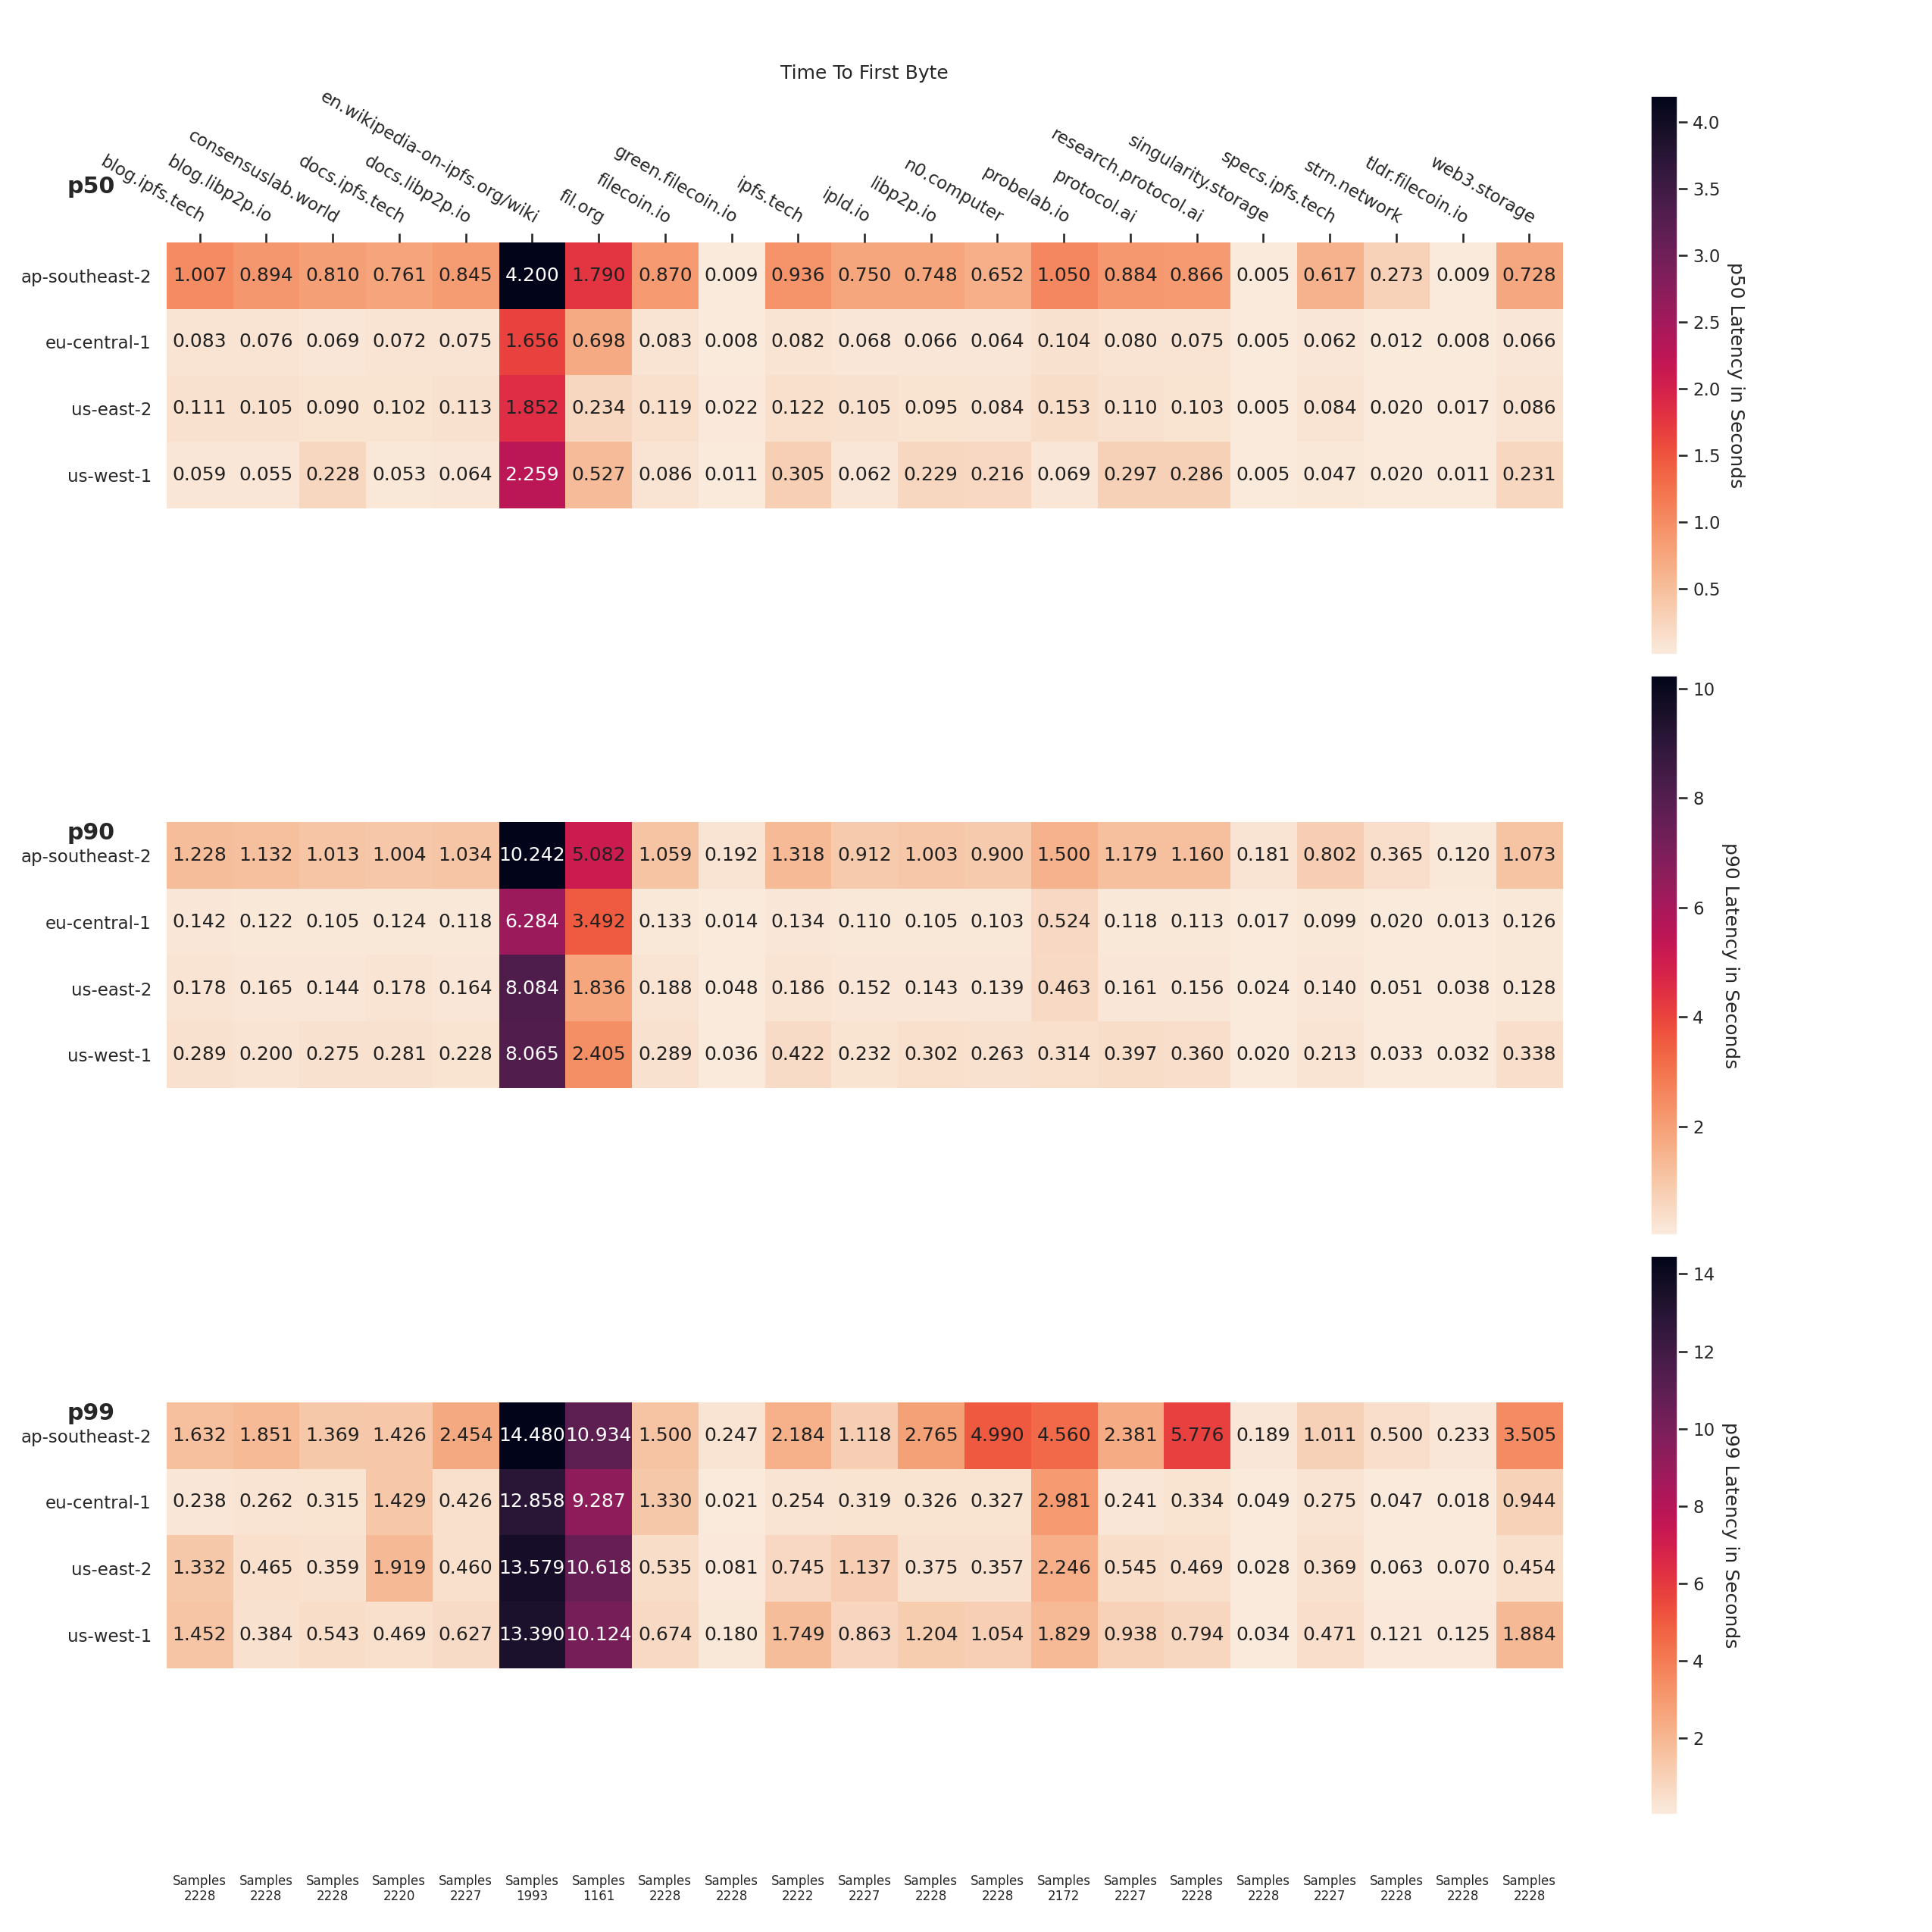 Time To First Byte
p50
blog.ipfs.tech
blog.libp2p.io
consensuslab.world
docs.ipfs.tech
docs.libp2p.io
en.wikipedia-on-ipfs.org/wiki
fil.org
filecoin.io
green.filecoin.io
ipfs.tech
ipld.io
libp2p.io
n0.computer
probelab.io
protocol.ai
research.protocol.ai
singularity.storage
specs.ipfs.tech
strn.network
tldr.filecoin.io
web3.storage
ap-southeast-2 1.007 0.894 0.810 0.761 0.845 4.200 1.790 0.870 0.009 0.936 0.750 0.748 0.652 1.050 0.884 0.866 0.005 0.617 0.273 0.009 0.728
eu-central-1 0.083 0.076 0.069 0.072 0.075 1.656 0.698 0.083 0.008 0.082 0.068 0.066 0.064 0.104 0.080 0.075 0.005 0.062 0.012 0.008 0.066
us-east-2 0.111 0.105 0.090 0.102 0.113 1.852 0.234 0.119 0.022 0.122 0.105 0.095 0.084 0.153 0.110 0.103 0.005 0.084 0.020 0.017 0.086
us-west-1 0.059 0.055 0.228 0.053 0.064 2.259 0.527 0.086 0.011 0.305 0.062 0.229 0.216 0.069 0.297 0.286 0.005 0.047 0.020 0.011 0.231
4.0
3.5
3.0
2.5
2.0
1.5
1.0
0.5
p50 Latency in Seconds
p90
ap-southeast-2 1.228 1.132 1.013 1.004 1.034 10.242 5.082 1.059 0.192 1.318 0.912 1.003 0.900 1.500 1.179 1.160 0.181 0.802 0.365 0.120 1.073
eu-central-1 0.142 0.122 0.105 0.124 0.118 6.284 3.492 0.133 0.014 0.134 0.110 0.105 0.103 0.524 0.118 0.113 0.017 0.099 0.020 0.013 0.126
us-east-2 0.178 0.165 0.144 0.178 0.164 8.084 1.836 0.188 0.048 0.186 0.152 0.143 0.139 0.463 0.161 0.156 0.024 0.140 0.051 0.038 0.128
us-west-1 0.289 0.200 0.275 0.281 0.228 8.065 2.405 0.289 0.036 0.422 0.232 0.302 0.263 0.314 0.397 0.360 0.020 0.213 0.033 0.032 0.338
10
8
6
4
2
p90 Latency in Seconds
p99
ap-southeast-2 1.632 1.851 1.369 1.426 2.454 14.480 10.934 1.500 0.247 2.184 1.118 2.765 4.990 4.560 2.381 5.776 0.189 1.011 0.500 0.233 3.505
eu-central-1 0.238 0.262 0.315 1.429 0.426 12.858 9.287 1.330 0.021 0.254 0.319 0.326 0.327 2.981 0.241 0.334 0.049 0.275 0.047 0.018 0.944
us-east-2 1.332 0.465 0.359 1.919 0.460 13.579 10.618 0.535 0.081 0.745 1.137 0.375 0.357 2.246 0.545 0.469 0.028 0.369 0.063 0.070 0.454
us-west-1 1.452 0.384 0.543 0.469 0.627 13.390 10.124 0.674 0.180 1.749 0.863 1.204 1.054 1.829 0.938 0.794 0.034 0.471 0.121 0.125 1.884
14
12
10
8
6
4
2
p99 Latency in Seconds
Samples Samples Samples Samples Samples Samples Samples Samples Samples Samples Samples Samples Samples Samples Samples Samples Samples Samples Samples Samples Samples
2228 2228 2228 2220 2227 1993 1161 2228 2228 2222 2227 2228 2228 2172 2227 2228 2228 2227 2228 2228 2228